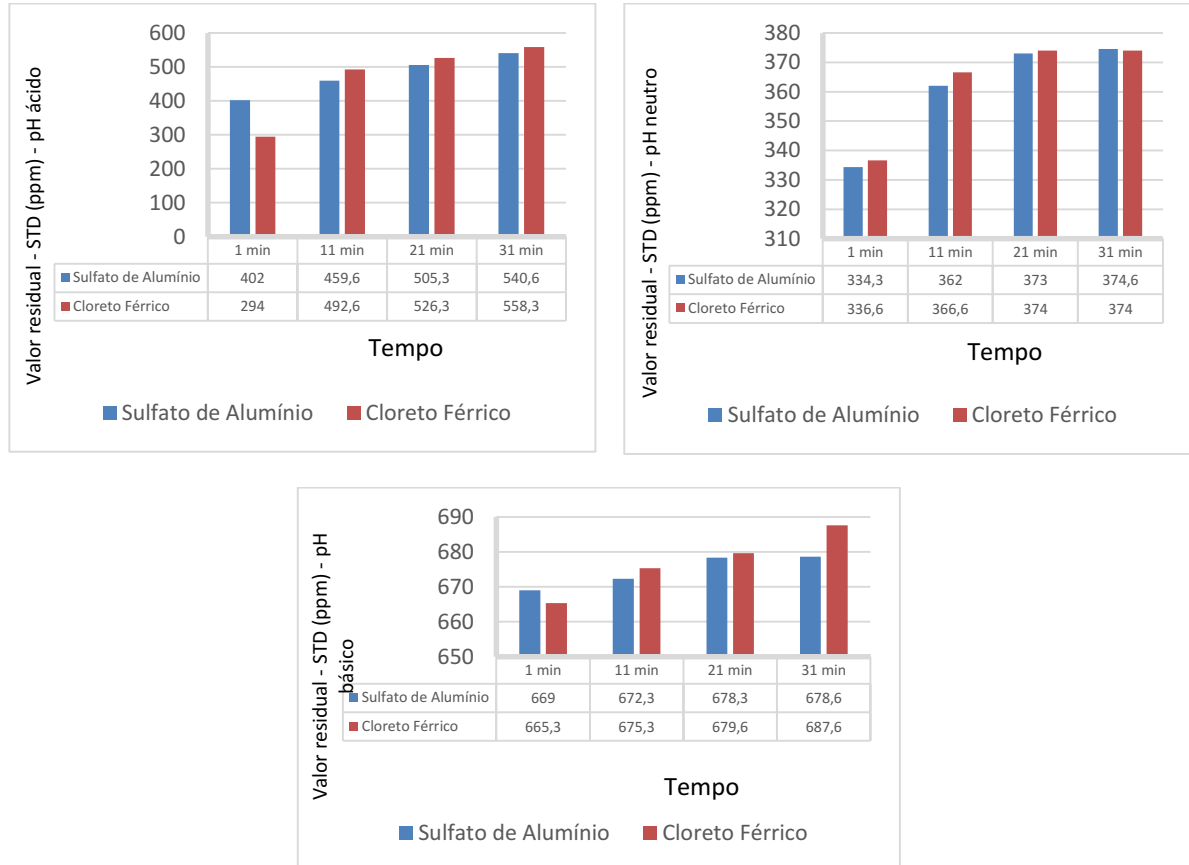 Valor residual - STD (ppm) - pH ácido
600
500
400
300
200
100
0
1 min 11 min 21 min 31 min
Sulfato de Alumínio 402 459,6 505,3 540,6
Cloreto Férrico 294 492,6 526,3 558,3
Tempo
Sulfato de Alumínio Cloreto Férrico
Valor residual - STD (ppm) - pH neutro
380
370
360
350
340
330
320
310
1 min 11 min 21 min 31 min
Sulfato de Alumínio 334,3 362 373 374,6
Cloreto Férrico 336,6 366,6 374 374
Tempo
Sulfato de Alumínio Cloreto Férrico
Valor residual - STD (ppm) - pH
básico
690
680
670
660
650
1 min 11 min 21 min 31 min
Sulfato de Alumínio 669 672,3 678,3 678,6
Cloreto Férrico 665,3 675,3 679,6 687,6
Tempo
Sulfato de Alumínio Cloreto Férrico